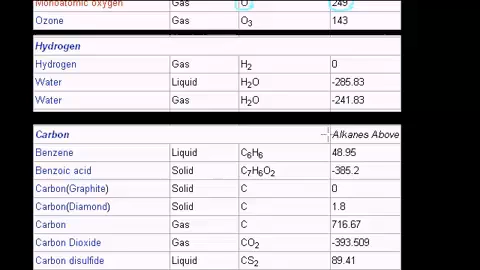 Monoatomic oxygen Gas O 249
Ozone Gas O3 143
Hydrogen
Hydrogen Gas H2 0
Water Liquid H2O -285.83
Water Gas H2O -241.83
Carbon Alkanes Above
Benzene Liquid C6H6 48.95
Benzoic acid Solid C7H6O2 -385.2
Carbon(Graphite) Solid C 0
Carbon(Diamond) Solid C 1.8
Carbon Gas C 716.67
Carbon Dioxide Gas CO2 -393.509
Carbon disulfide Liquid CS2 89.41